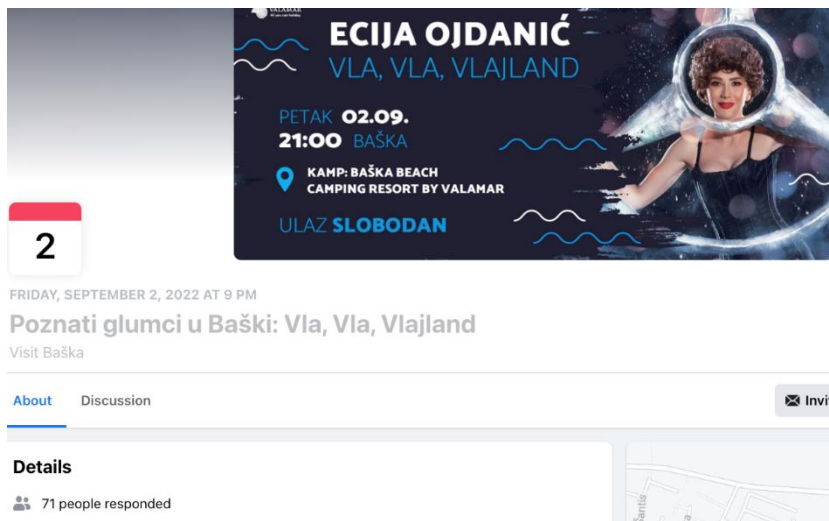 VALAMAR
ECIJA OJDANIĆ
VLA, VLA, VLAJLAND
PETAK 02.09.
21:00 BAŠKA
KAMP: BAŠKA BEACH
CAMPING RESORT BY VALAMAR
ULAZ SLOBODAN
2
FRIDAY, SEPTEMBER 2, 2022 AT 9 PM
Poznati glumci u Baški: Vla, Vla, Vlajland
Visit Baška
About Discussion
Invi
Details
71 people responded